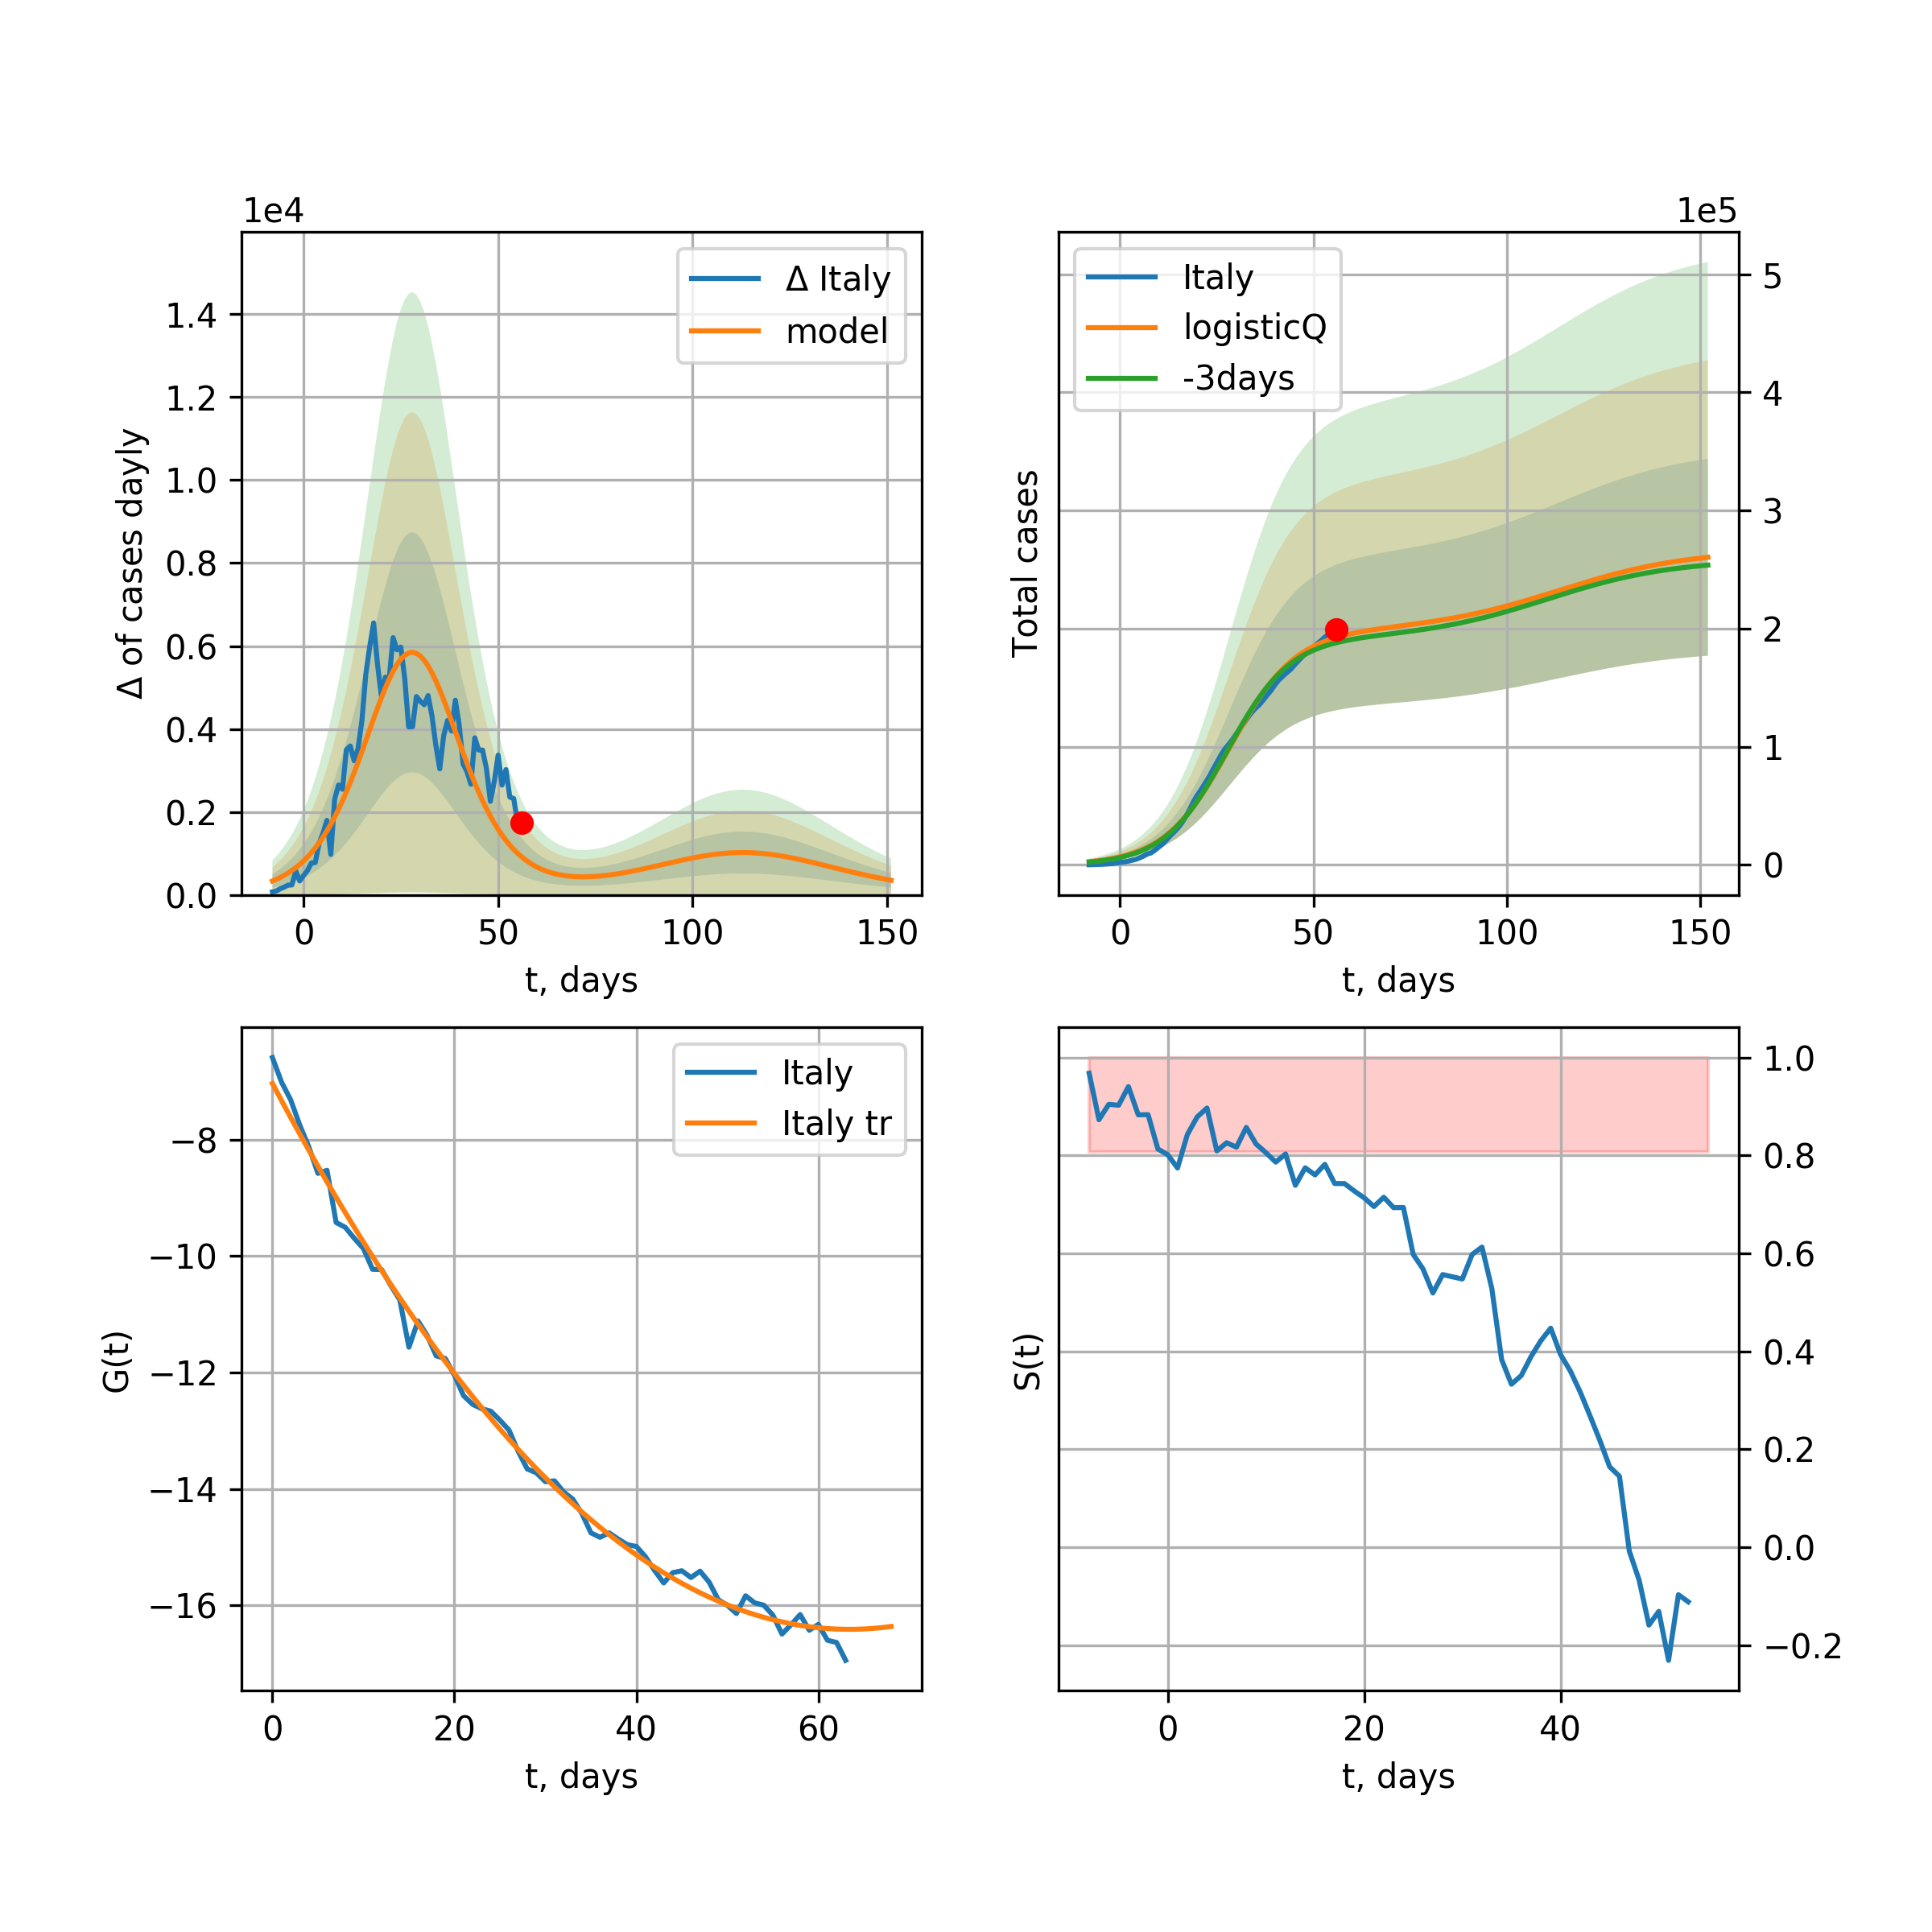 1e4
Δ of cases dayly
1.4
1.2
1.0
0.8
0.6
0.4
0.2
0.0
0 50 100 150
t, days
Δ Italy
model
1e5
Total cases
Italy
logisticQ
-3days
5
4
3
2
1
0
0 50 100 150
t, days
G(t)
−8
−10
−12
−14
−16
0 20 40 60
t, days
Italy
Italy tr
S(t)
1.0
0.8
0.6
0.4
0.2
0.0
−0.2
0 20 40
t, days